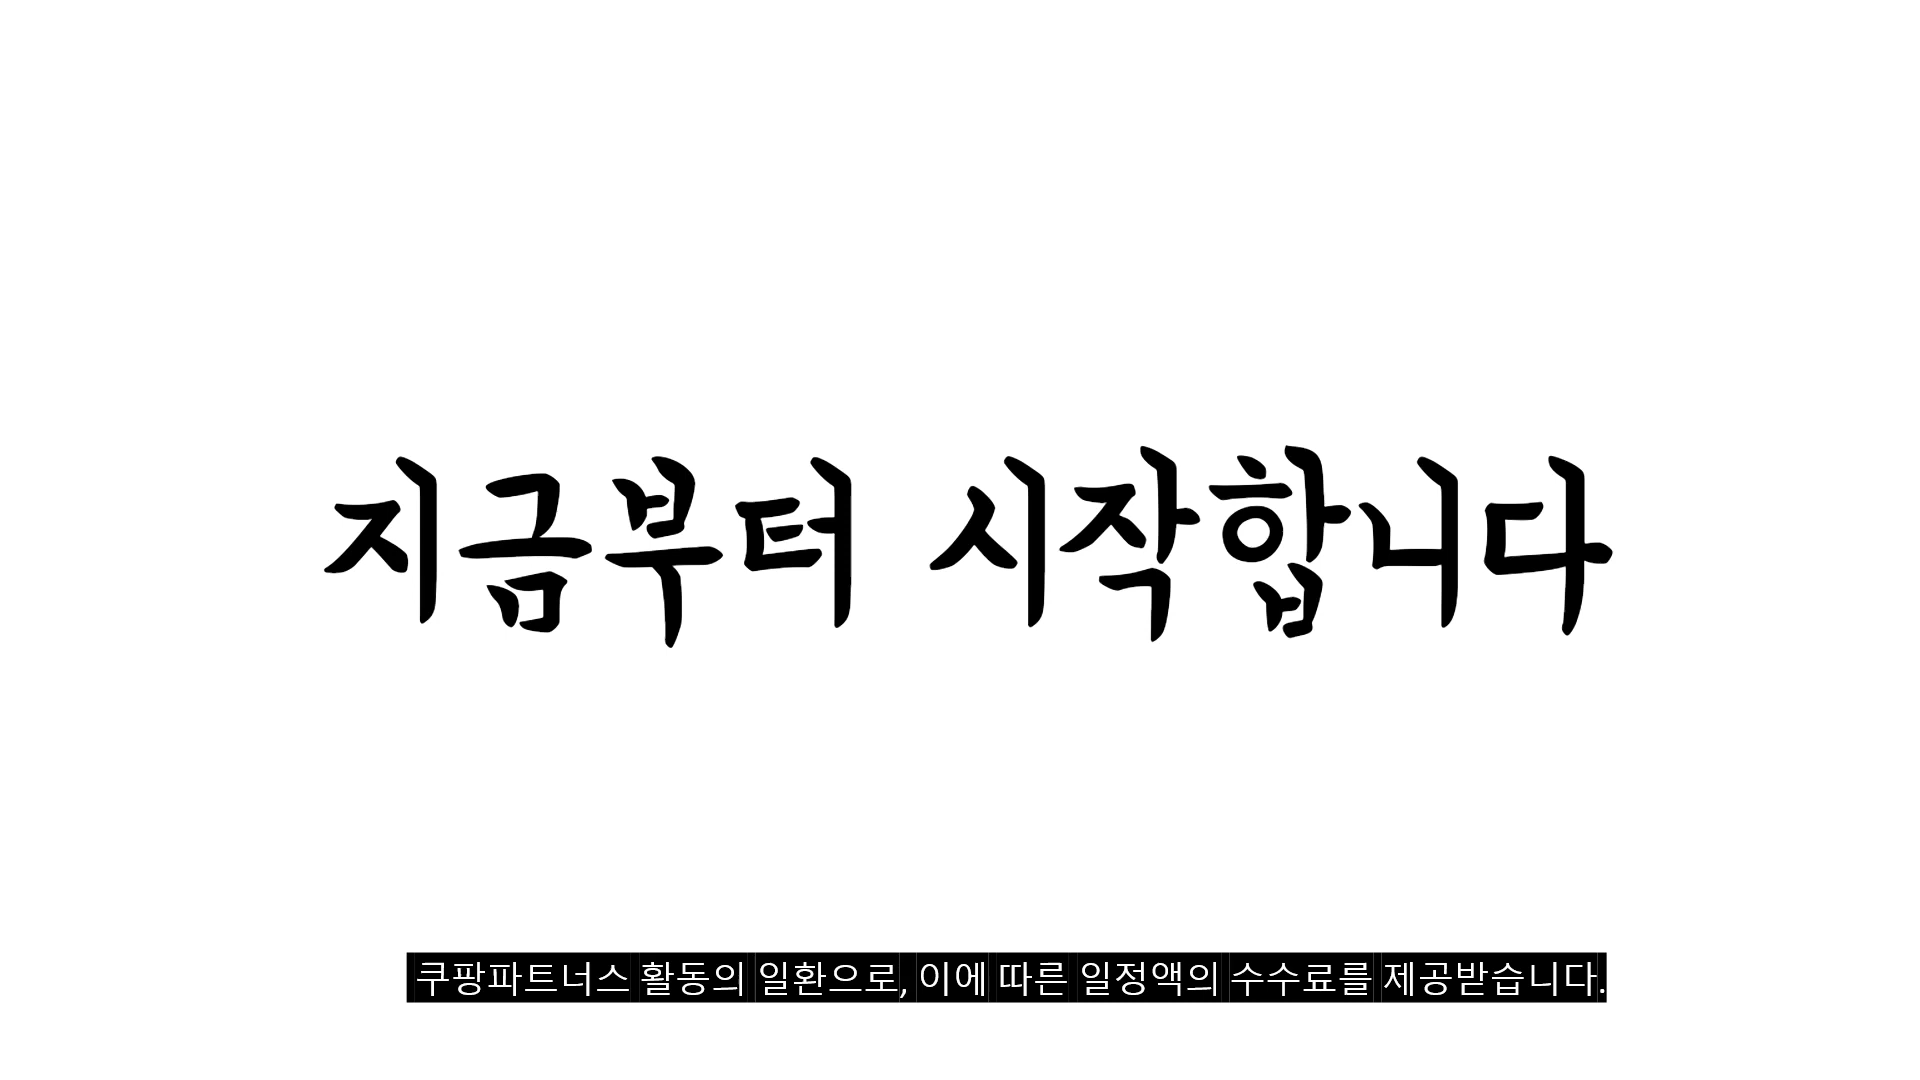 지금부터 시작합니다
쿠팡파트너스 활동의 일환으로, 이에 따른 일정액의 수수료를 제공받습니다.